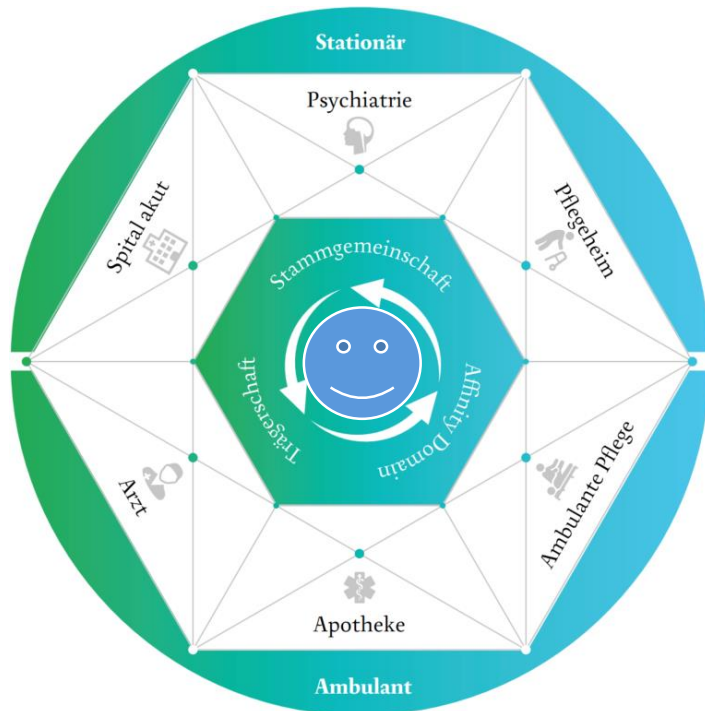 Stationär
Psychiatrie
Spital akut
Pflegeheim
Stammgemeinschaft
Trägerschaft
Affinity Domain
Arzt
Ambulante Pflege
Apotheke
Ambulant